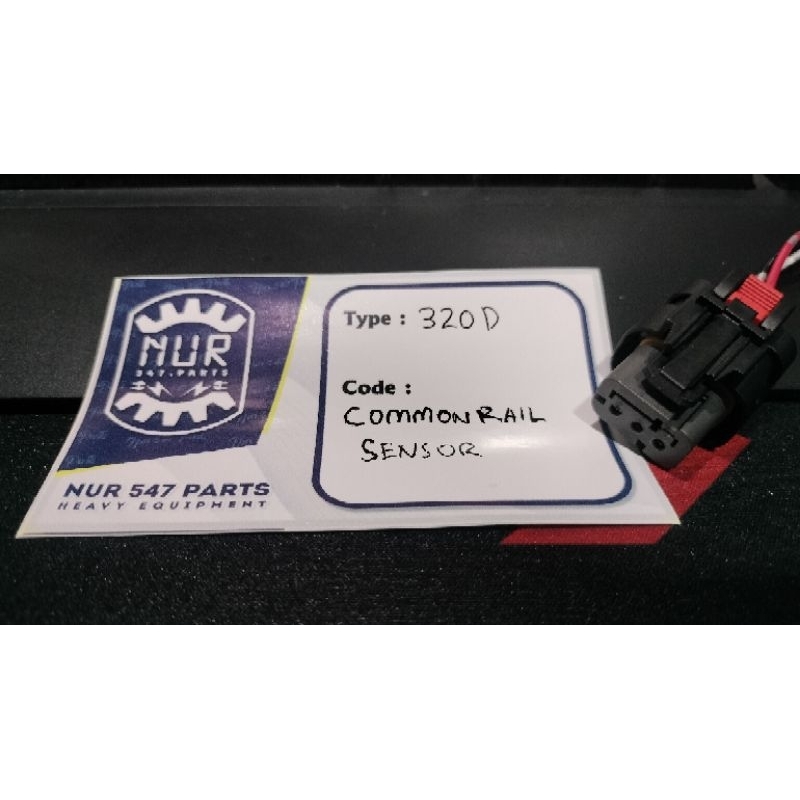 NUR
547.PARTS
NUR 547 PARTS
HEAVY EQUIPMENT
Type : 320D
Code :
COMMONRAIL
SENSOR